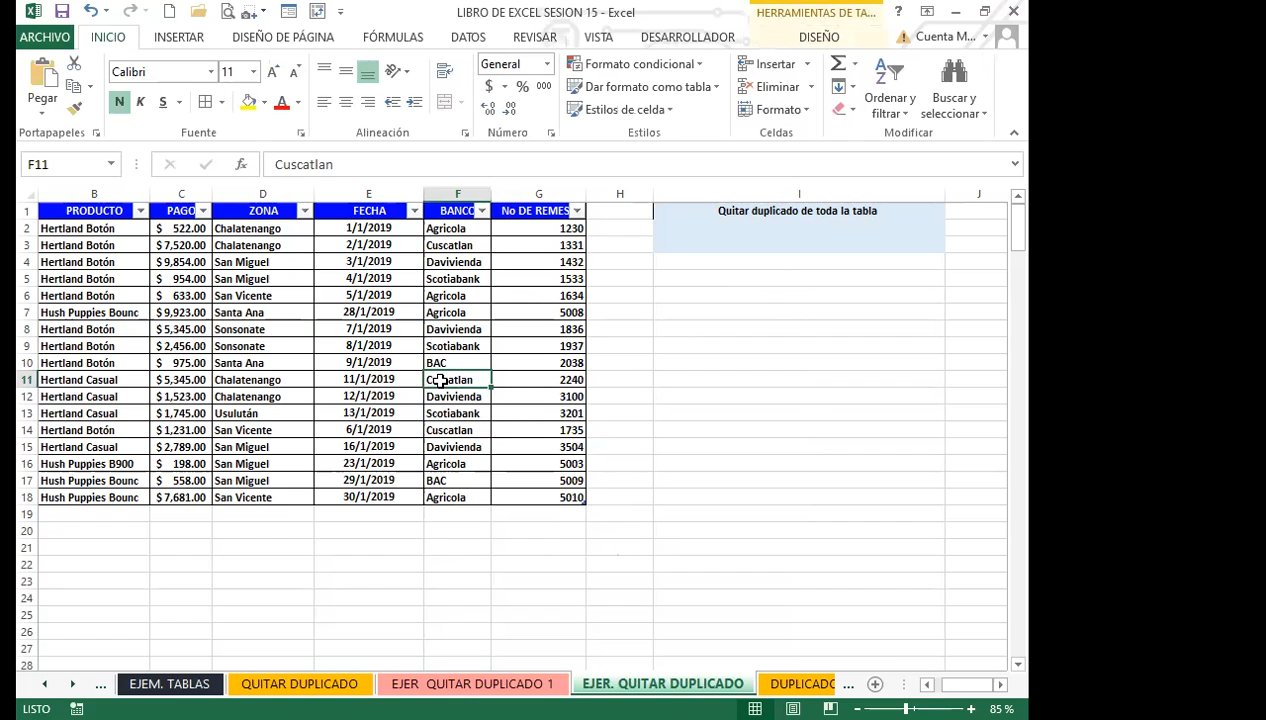 LIBRO DE EXCEL SESION 15 - Excel
HERRAMIENTAS DE TA...
?
ARCHIVO INICIO INSERTAR DISEÑO DE PÁGINA FÓRMULAS DATOS REVISAR VISTA DESARROLLADOR DISEÑO Cuenta M...
Pegar
Calibri 11
N K S
General
$ % 000
Formato condicional
Dar formato como tabla
Estilos de celda
Insertar
Eliminar
Formato
Ordenar y filtrar
Buscar y seleccionar
Portapapeles Fuente Alineación Número Estilos Celdas Modificar
F11 fx Cuscatlan
B C D E F G H I J
1 PRODUCTO PAGO ZONA FECHA BANCO No DE REMES Quitar duplicado de toda la tabla
2 Hertland Botón $ 522.00 Chalatenango 1/1/2019 Agricola 1230
3 Hertland Botón $ 7,520.00 Chalatenango 2/1/2019 Cuscatlan 1331
4 Hertland Botón $ 9,854.00 San Miguel 3/1/2019 Davivienda 1432
5 Hertland Botón $ 954.00 San Miguel 4/1/2019 Scotiabank 1533
6 Hertland Botón $ 633.00 San Vicente 5/1/2019 Agricola 1634
7 Hush Puppies Bounc $ 9,923.00 Santa Ana 28/1/2019 Agricola 5008
8 Hertland Botón $ 5,345.00 Sonsonate 7/1/2019 Davivienda 1836
9 Hertland Botón $ 2,456.00 Sonsonate 8/1/2019 Scotiabank 1937
10 Hertland Botón $ 975.00 Santa Ana 9/1/2019 BAC 2038
11 Hertland Casual $ 5,345.00 Chalatenango 11/1/2019 Cuscatlan 2240
12 Hertland Casual $ 1,523.00 Chalatenango 12/1/2019 Davivienda 3100
13 Hertland Casual $ 1,745.00 Usulután 13/1/2019 Scotiabank 3201
14 Hertland Botón $ 1,231.00 San Vicente 6/1/2019 Cuscatlan 1735
15 Hertland Casual $ 2,789.00 San Miguel 16/1/2019 Davivienda 3504
16 Hush Puppies B900 $ 198.00 San Miguel 23/1/2019 Agricola 5003
17 Hush Puppies Bounc $ 558.00 San Miguel 29/1/2019 BAC 5009
18 Hush Puppies Bounc $ 7,681.00 San Vicente 30/1/2019 Agricola 5010
19
20
21
22
23
24
25
26
27
28
... EJEM. TABLAS QUITAR DUPLICADO EJER QUITAR DUPLICADO 1 EJER. QUITAR DUPLICADO DUPLICADO ...
LISTO 85 %